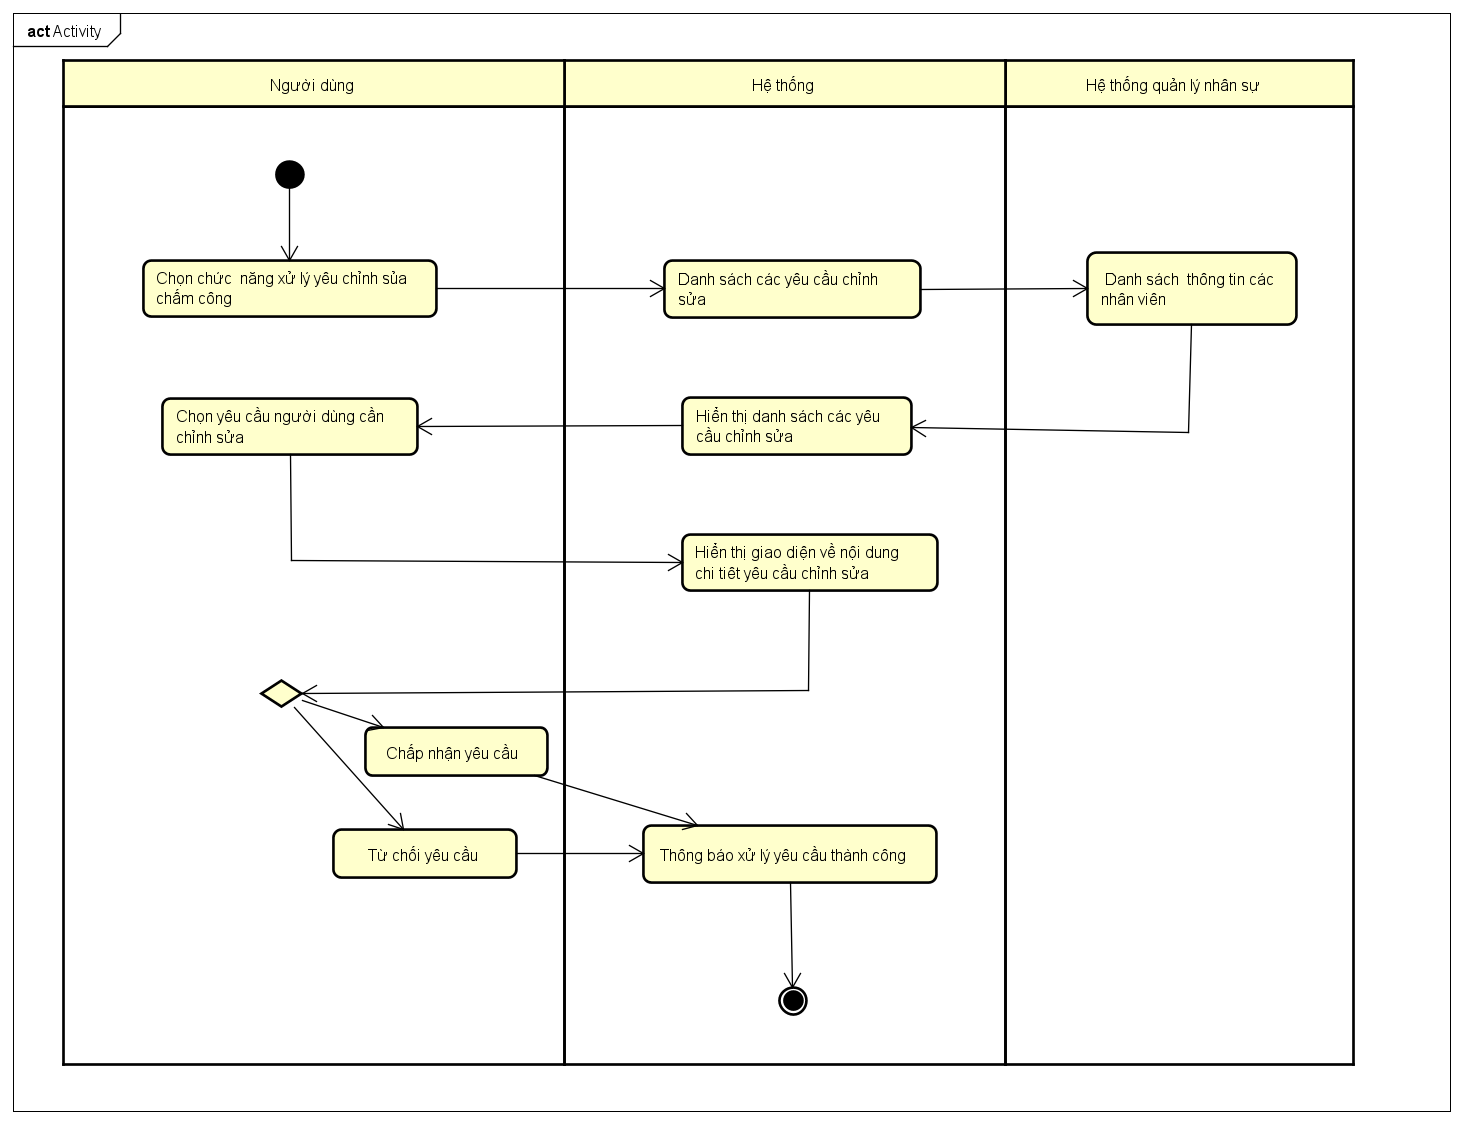 act Activity
Người dùng
Hệ thống
Hệ thống quản lý nhân sự
Chọn chức năng xử lý yêu chỉnh sủa
chấm công
Danh sách các yêu cầu chỉnh
sửa
Danh sách thông tin các
nhân viên
Chọn yêu cầu người dùng cần
chỉnh sửa
Hiển thị danh sách các yêu
cầu chỉnh sửa
Hiển thị giao diện về nội dung
chi tiêt yêu cầu chỉnh sửa
Chấp nhận yêu cầu
Từ chối yêu cầu
Thông báo xử lý yêu cầu thành công